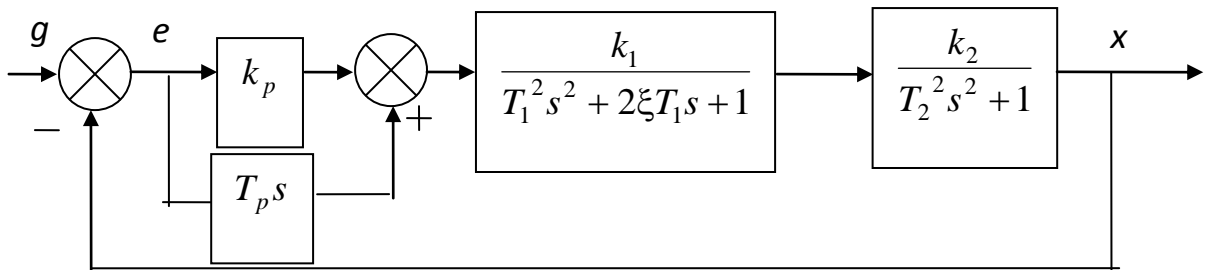 g
e
k_p
k_1
T_1^2 s^2 + 2ξT_1 s + 1
k_2
T_2^2 s^2 + 1
x
−
+
T_p s